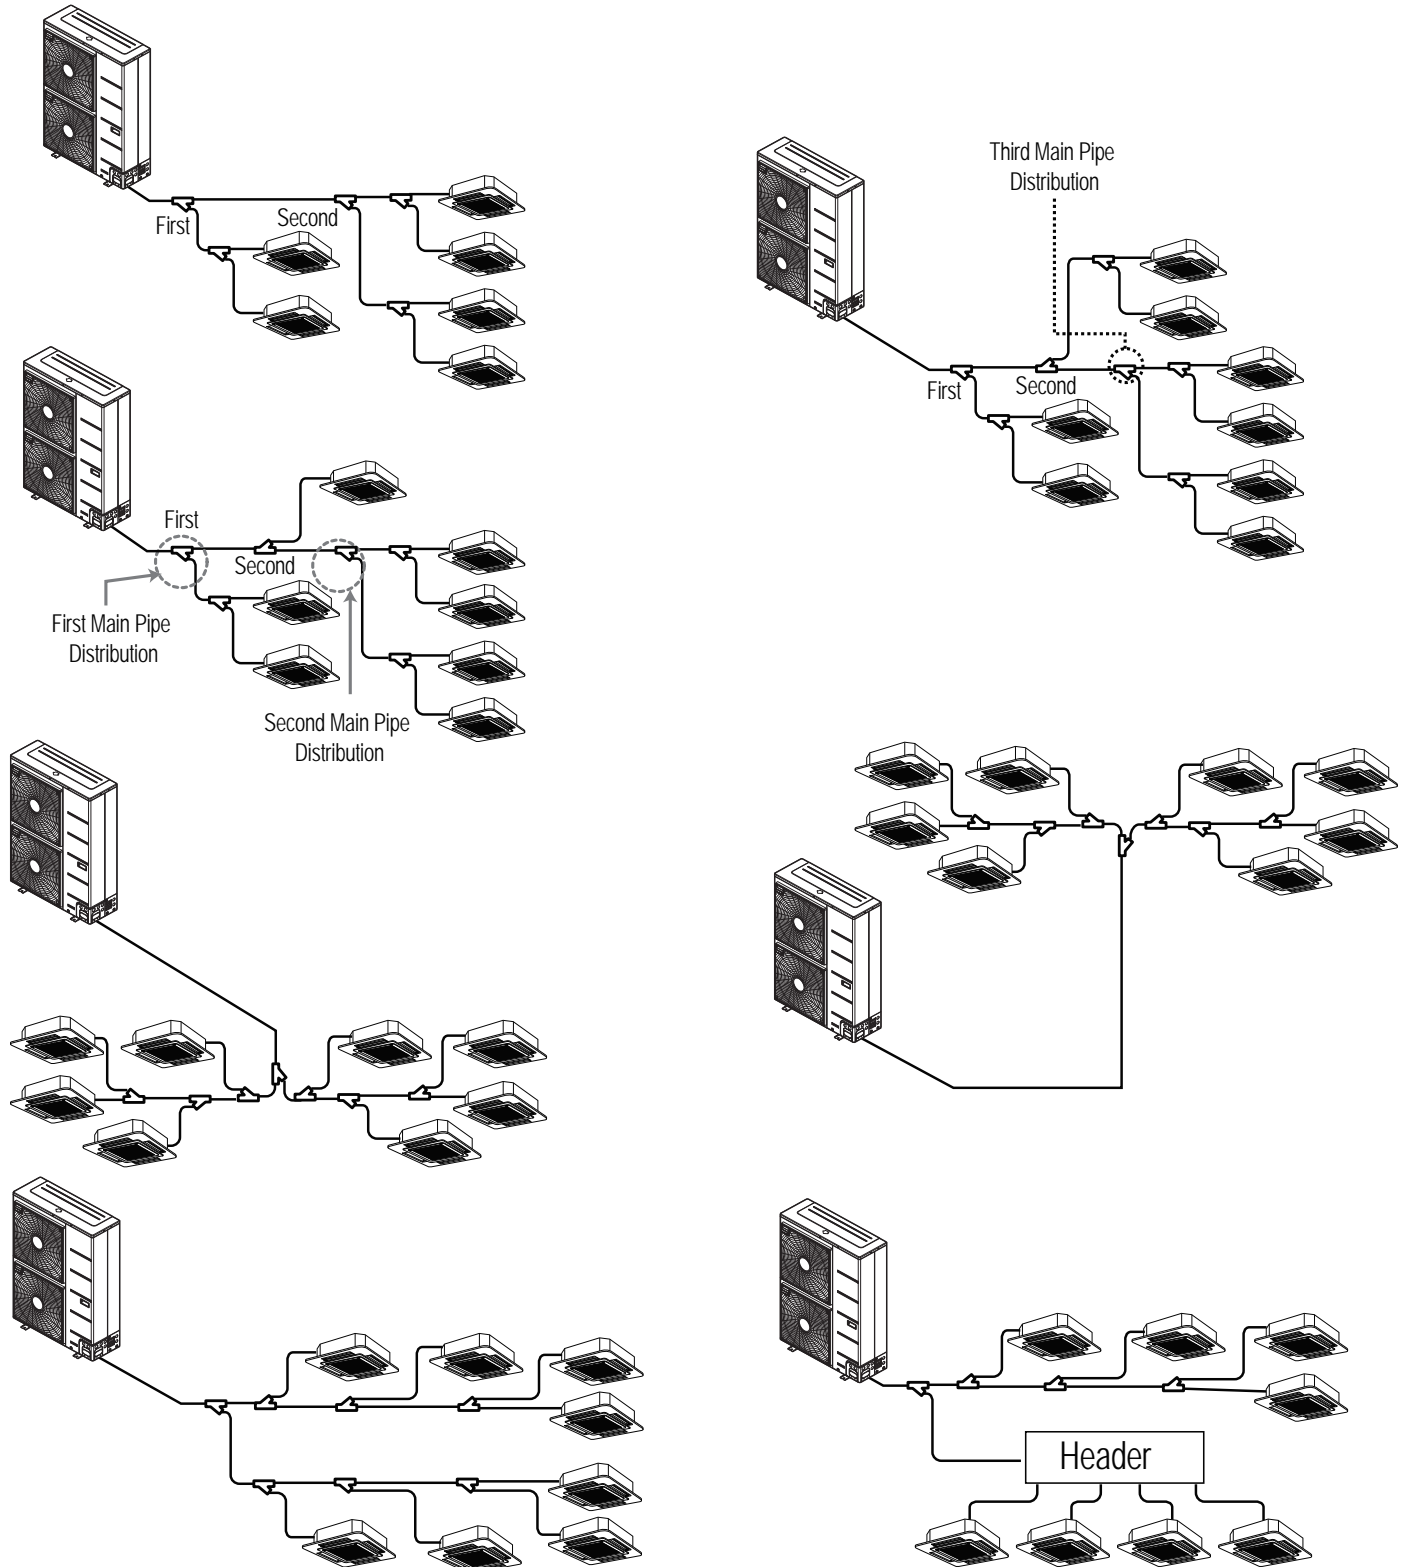 First
Second
Third Main Pipe
Distribution
First
Second
First
Second
First Main Pipe
Distribution
Second Main Pipe
Distribution
Header